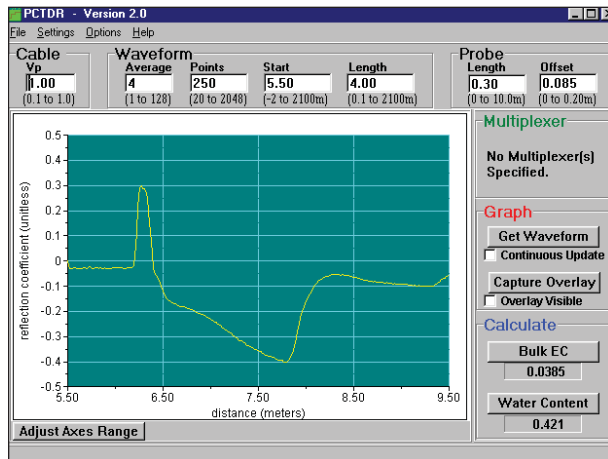 PCTDR - Version 2.0
File Settings Options Help
Cable
Vp
1.00
(0.1 to 1.0)
Waveform
Average Points Start Length
4 250 5.50 4.00
(1 to 128) (20 to 2048) (-2 to 2100m) (0.1 to 2100m)
Probe
Length Offset
0.30 0.085
(0 to 10.0m) (0 to 0.20m)
reflection coefficient (unitless)
0.5
0.4
0.3
0.2
0.1
0
-0.1
-0.2
-0.3
-0.4
-0.5
5.50 6.50 7.50 8.50 9.50
distance (meters)
Adjust Axes Range
Multiplexer
No Multiplexer(s)
Specified.
Graph
Get Waveform
Continuous Update
Capture Overlay
Overlay Visible
Calculate
Bulk EC
0.0385
Water Content
0.421